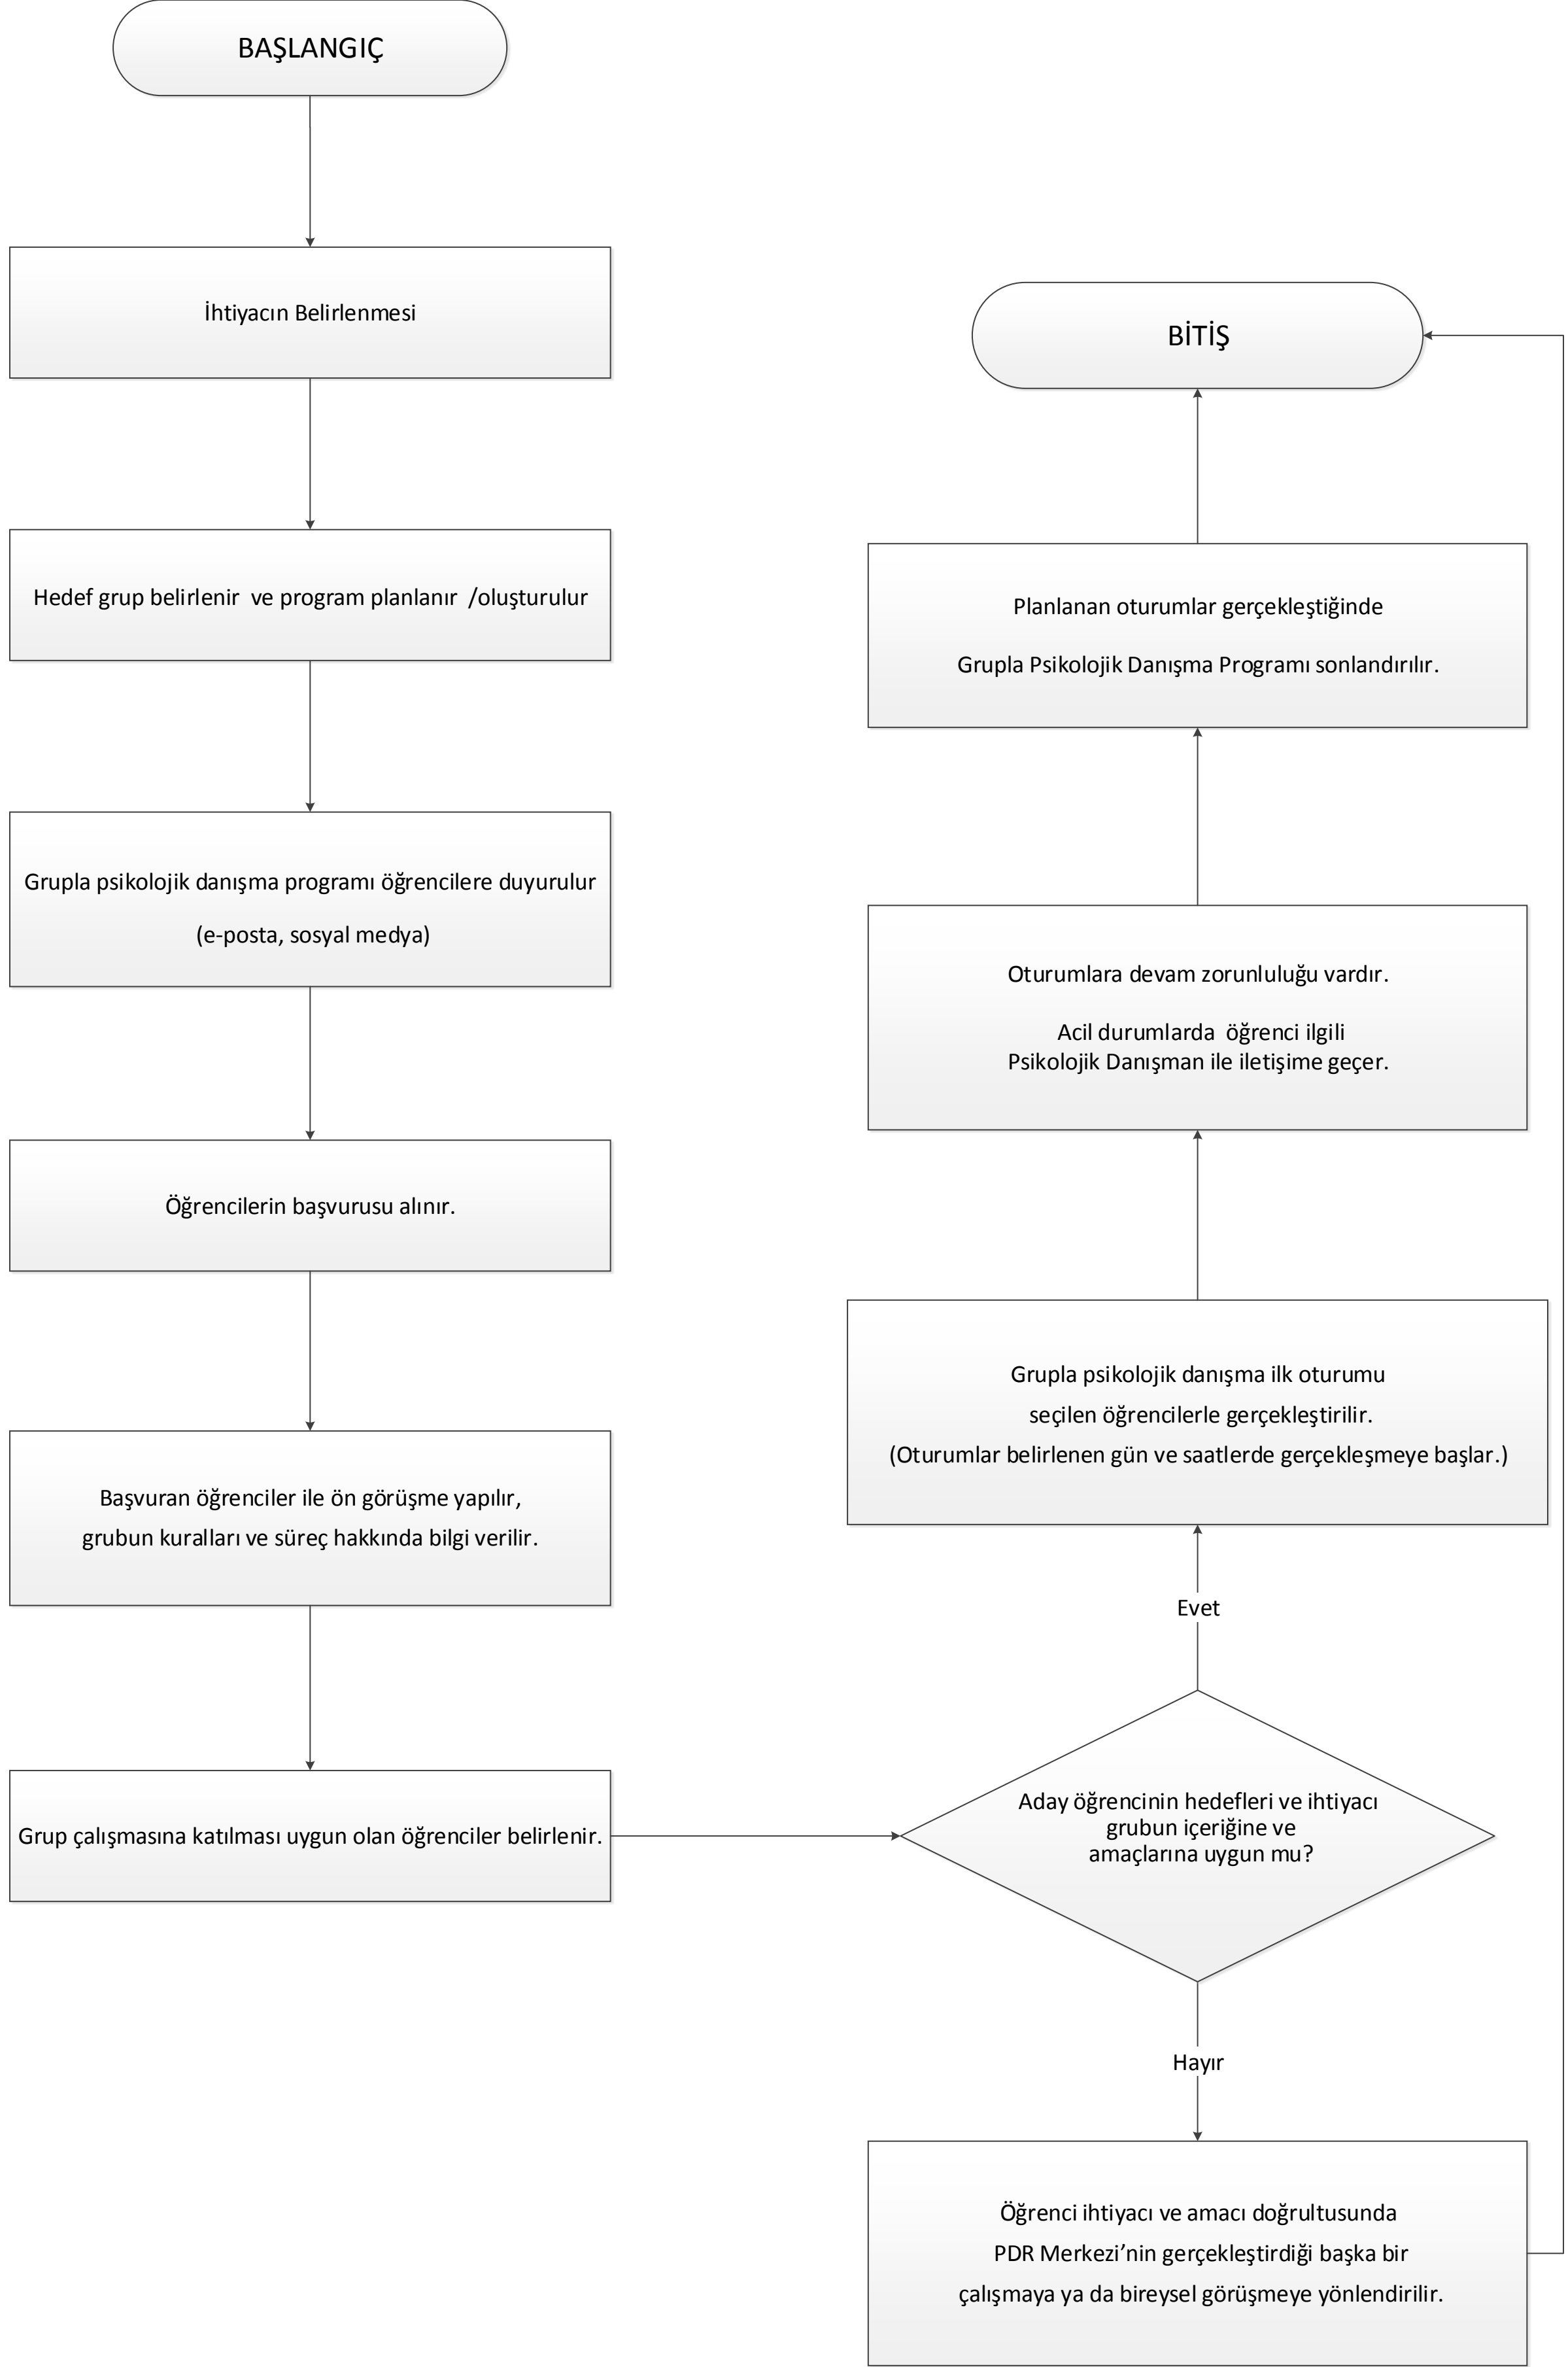 BAŞLANGIÇ
İhtiyacın Belirlenmesi
Hedef grup belirlenir ve program planlanır /oluşturulur
Grupla psikolojik danışma programı öğrencilere duyurulur
(e-posta, sosyal medya)
Öğrencilerin başvurusu alınır.
Başvuran öğrenciler ile ön görüşme yapılır,
grubun kuralları ve süreç hakkında bilgi verilir.
Grup çalışmasına katılması uygun olan öğrenciler belirlenir.
Aday öğrencinin hedefleri ve ihtiyacı
grubun içeriğine ve
amaçlarına uygun mu?
Evet
Grupla psikolojik danışma ilk oturumu
seçilen öğrencilerle gerçekleştirilir.
(Oturumlar belirlenen gün ve saatlerde gerçekleşmeye başlar.)
Oturumlara devam zorunluluğu vardır.
Acil durumlarda öğrenci ilgili
Psikolojik Danışman ile iletişime geçer.
Planlanan oturumlar gerçekleştiğinde
Grupla Psikolojik Danışma Programı sonlandırılır.
BİTİŞ
Hayır
Öğrenci ihtiyacı ve amacı doğrultusunda
PDR Merkezi’nin gerçekleştirdiği başka bir
çalışmaya ya da bireysel görüşmeye yönlendirilir.